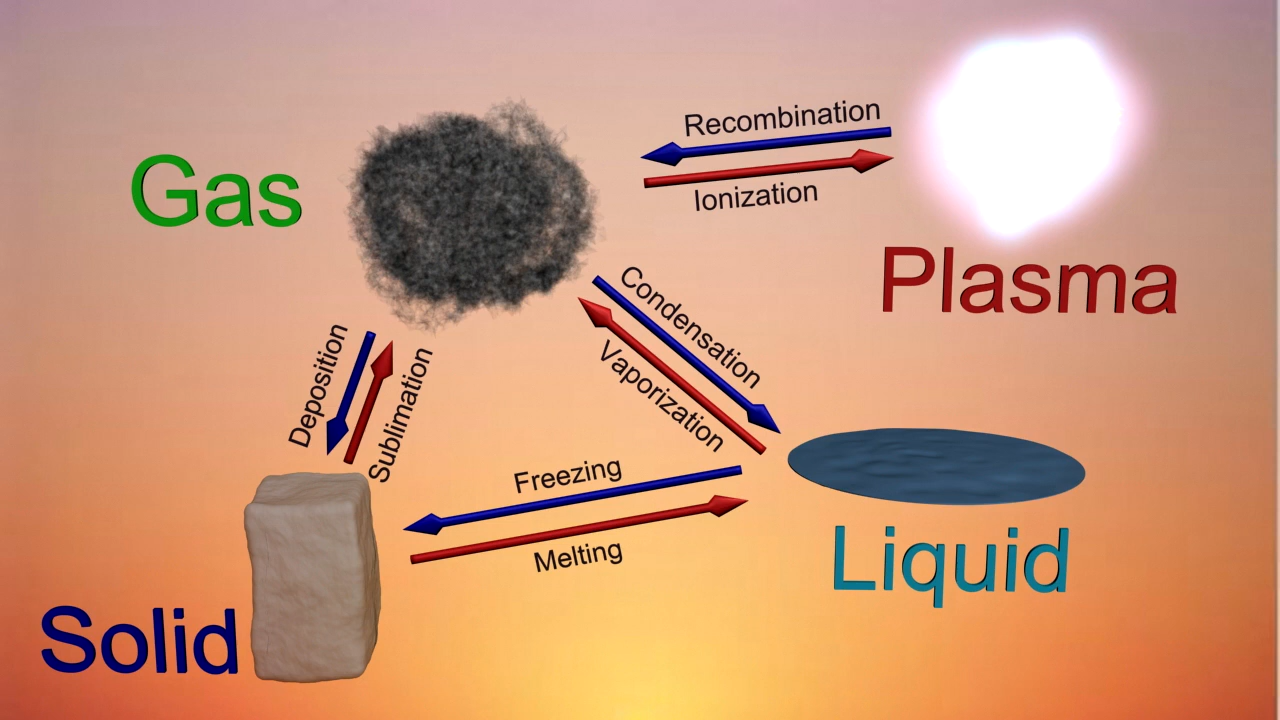 Recombination
Gas
Ionization
Plasma
Condensation
Deposition
Sublimation
Vaporization
Freezing
Melting
Liquid
Solid